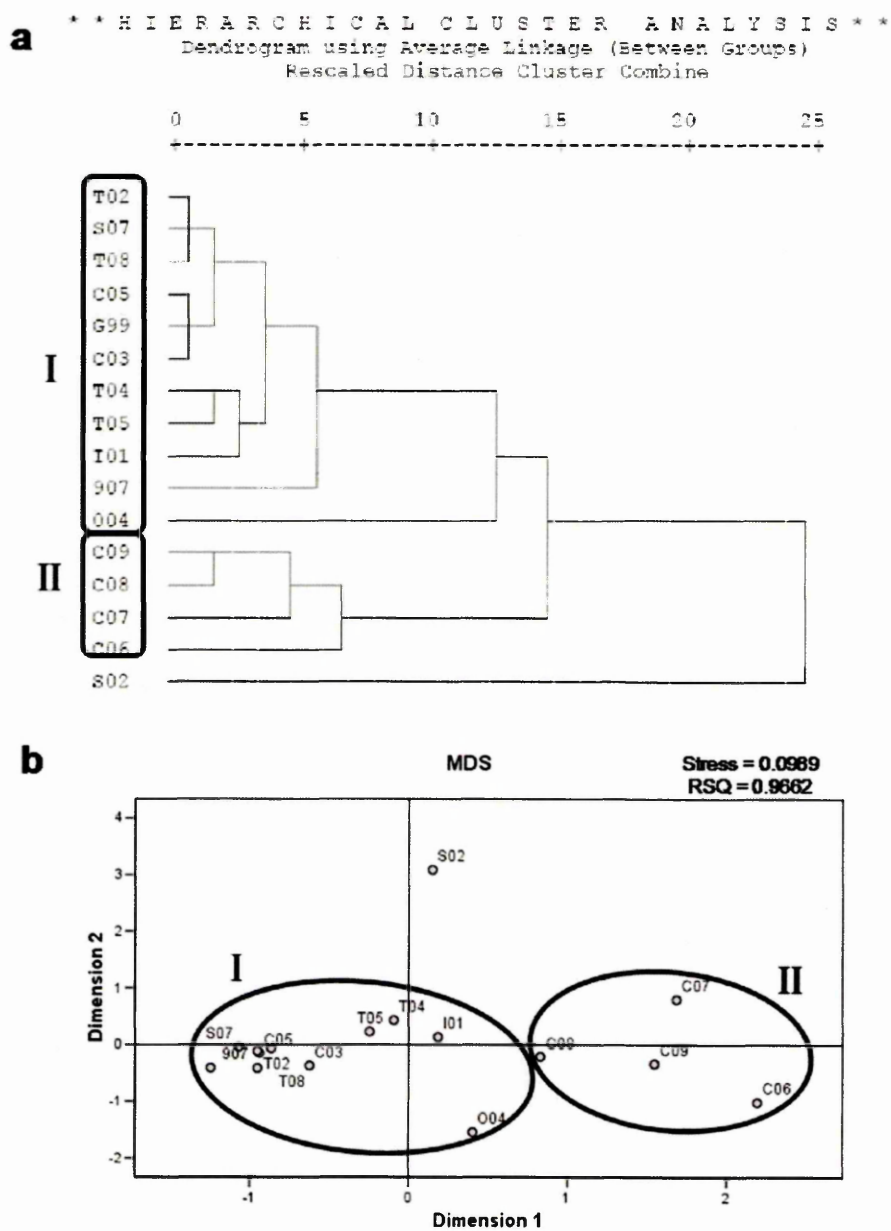 a
* * H I E R A R C H I C A L C L U S T E R A N A L Y S I S * *
Dendrogram using Average Linkage (Between Groups)
Rescaled Distance Cluster Combine
0 5 10 15 20 25
I
T02
S07
T08
C05
G99
C03
T04
T05
I01
907
O04
II
C09
C08
C07
C06
S02
b
MDS
Stress = 0.0989
RSQ = 0.9662
Dimension 2
4
3
2
1
0
-1
-2
S02
I
II
C07
T05
T04
I01
S07
C05
907
T02
C03
T08
C08
C09
C06
O04
-1 0 1 2
Dimension 1